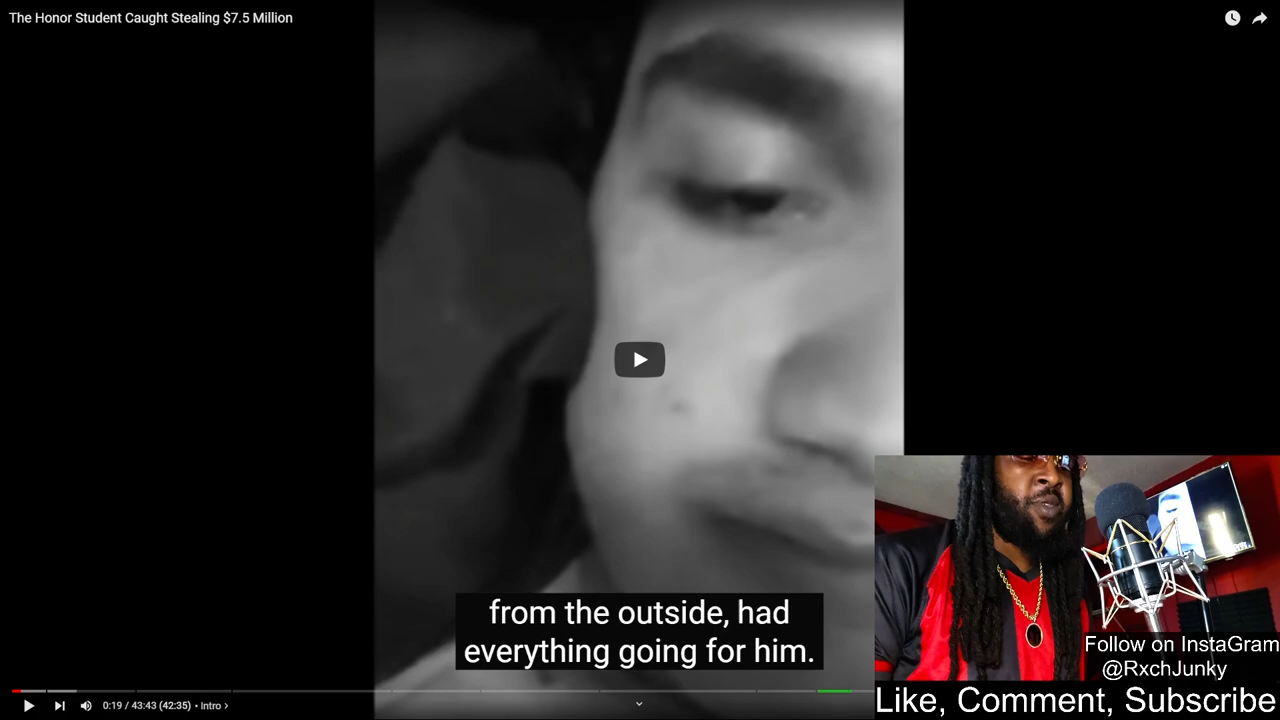 The Honor Student Caught Stealing $7.5 Million
from the outside, had
everything going for him.
Follow on InstaGram
@RxchJunky
Like, Comment, Subscribe
0:19 / 43:43 (42:35) • Intro ›